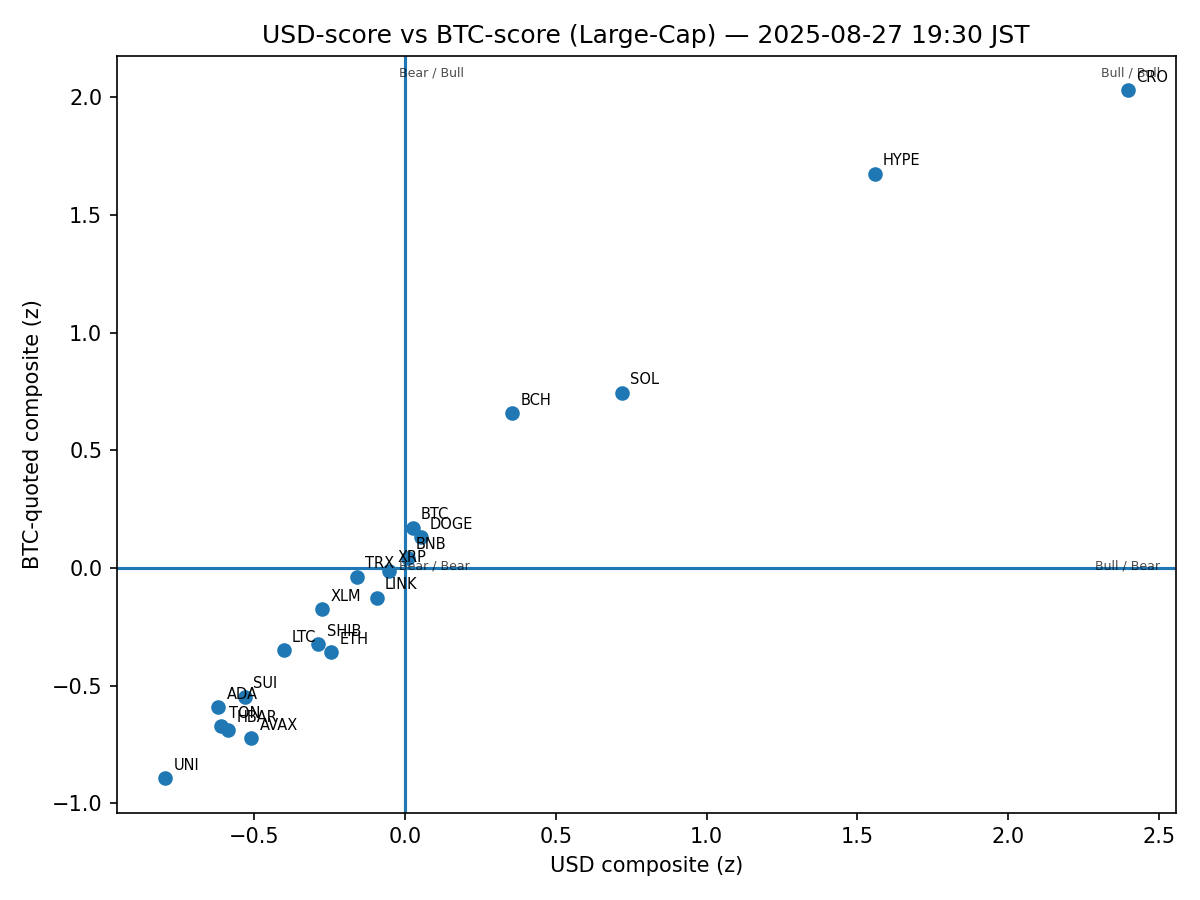 USD-score vs BTC-score (Large-Cap) — 2025-08-27 19:30 JST
Bear / Bull
Bull / Bull
CRO
2.0
HYPE
1.5
BTC-quoted composite (z)
1.0
SOL
BCH
0.5
BTC
DOGE
BNB
XRP
TRX
0.0
Bear / Bear
Bull / Bear
LINK
XLM
SHIB
LTC
ETH
−0.5
SUI
ADA
TON
HBAR
AVAX
UNI
−1.0
−0.5
0.0
0.5
1.0
1.5
2.0
2.5
USD composite (z)